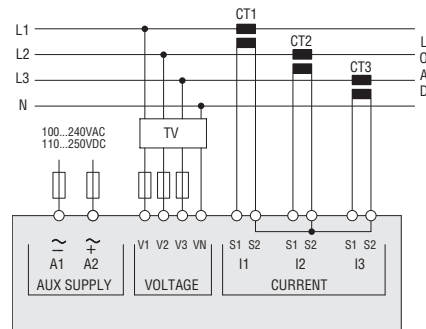 CT1
L1
CT2
L2
CT3
L3
N
L
O
A
D
100...240VAC
110...250VDC
TV
V1 V2 V3 VN S1 S2 S1 S2 S1 S2
~
–
~
+
A1 A2 I1 I2 I3
AUX SUPPLY VOLTAGE CURRENT